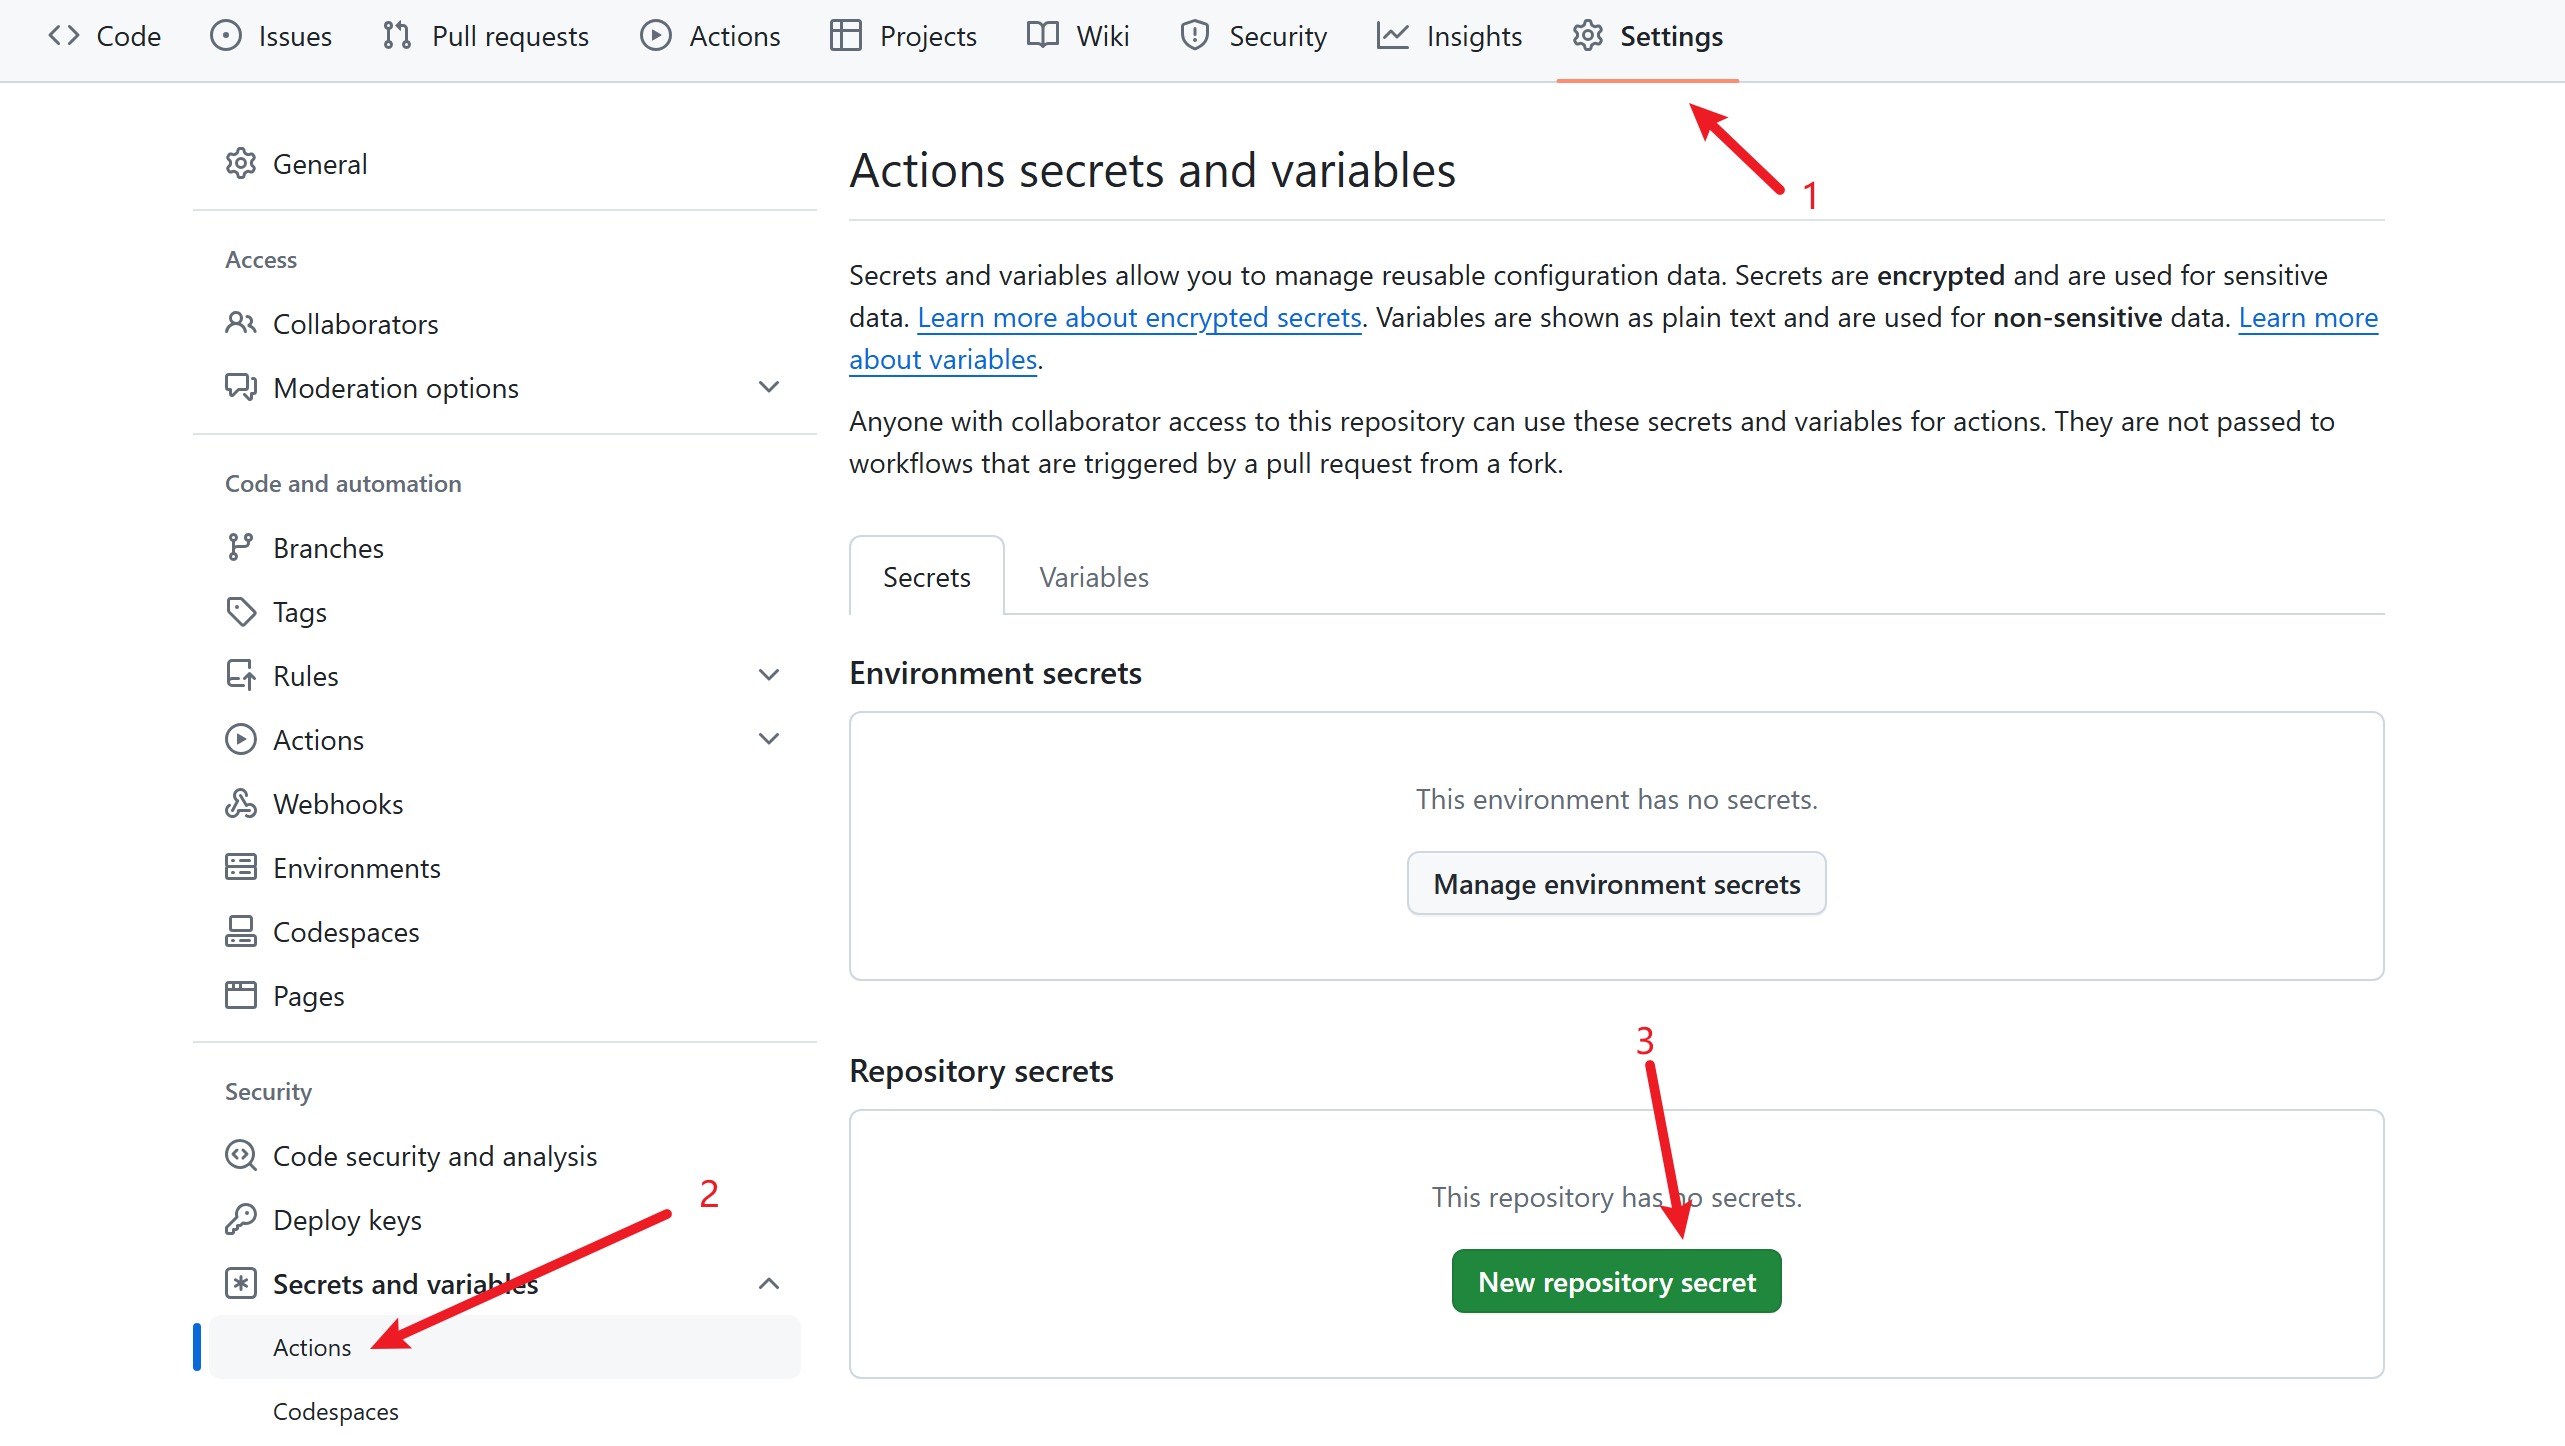 Code Issues Pull requests Actions Projects Wiki Security Insights Settings
1
General
Access
Collaborators
Moderation options
Code and automation
Branches
Tags
Rules
Actions
Webhooks
Environments
Codespaces
Pages
Security
Code security and analysis
2
Deploy keys
Secrets and variables
Actions
Codespaces
Actions secrets and variables
Secrets and variables allow you to manage reusable configuration data. Secrets are encrypted and are used for sensitive
data. Learn more about encrypted secrets. Variables are shown as plain text and are used for non-sensitive data. Learn more
about variables.
Anyone with collaborator access to this repository can use these secrets and variables for actions. They are not passed to
workflows that are triggered by a pull request from a fork.
Secrets Variables
Environment secrets
This environment has no secrets.
Manage environment secrets
3
Repository secrets
This repository has no secrets.
New repository secret